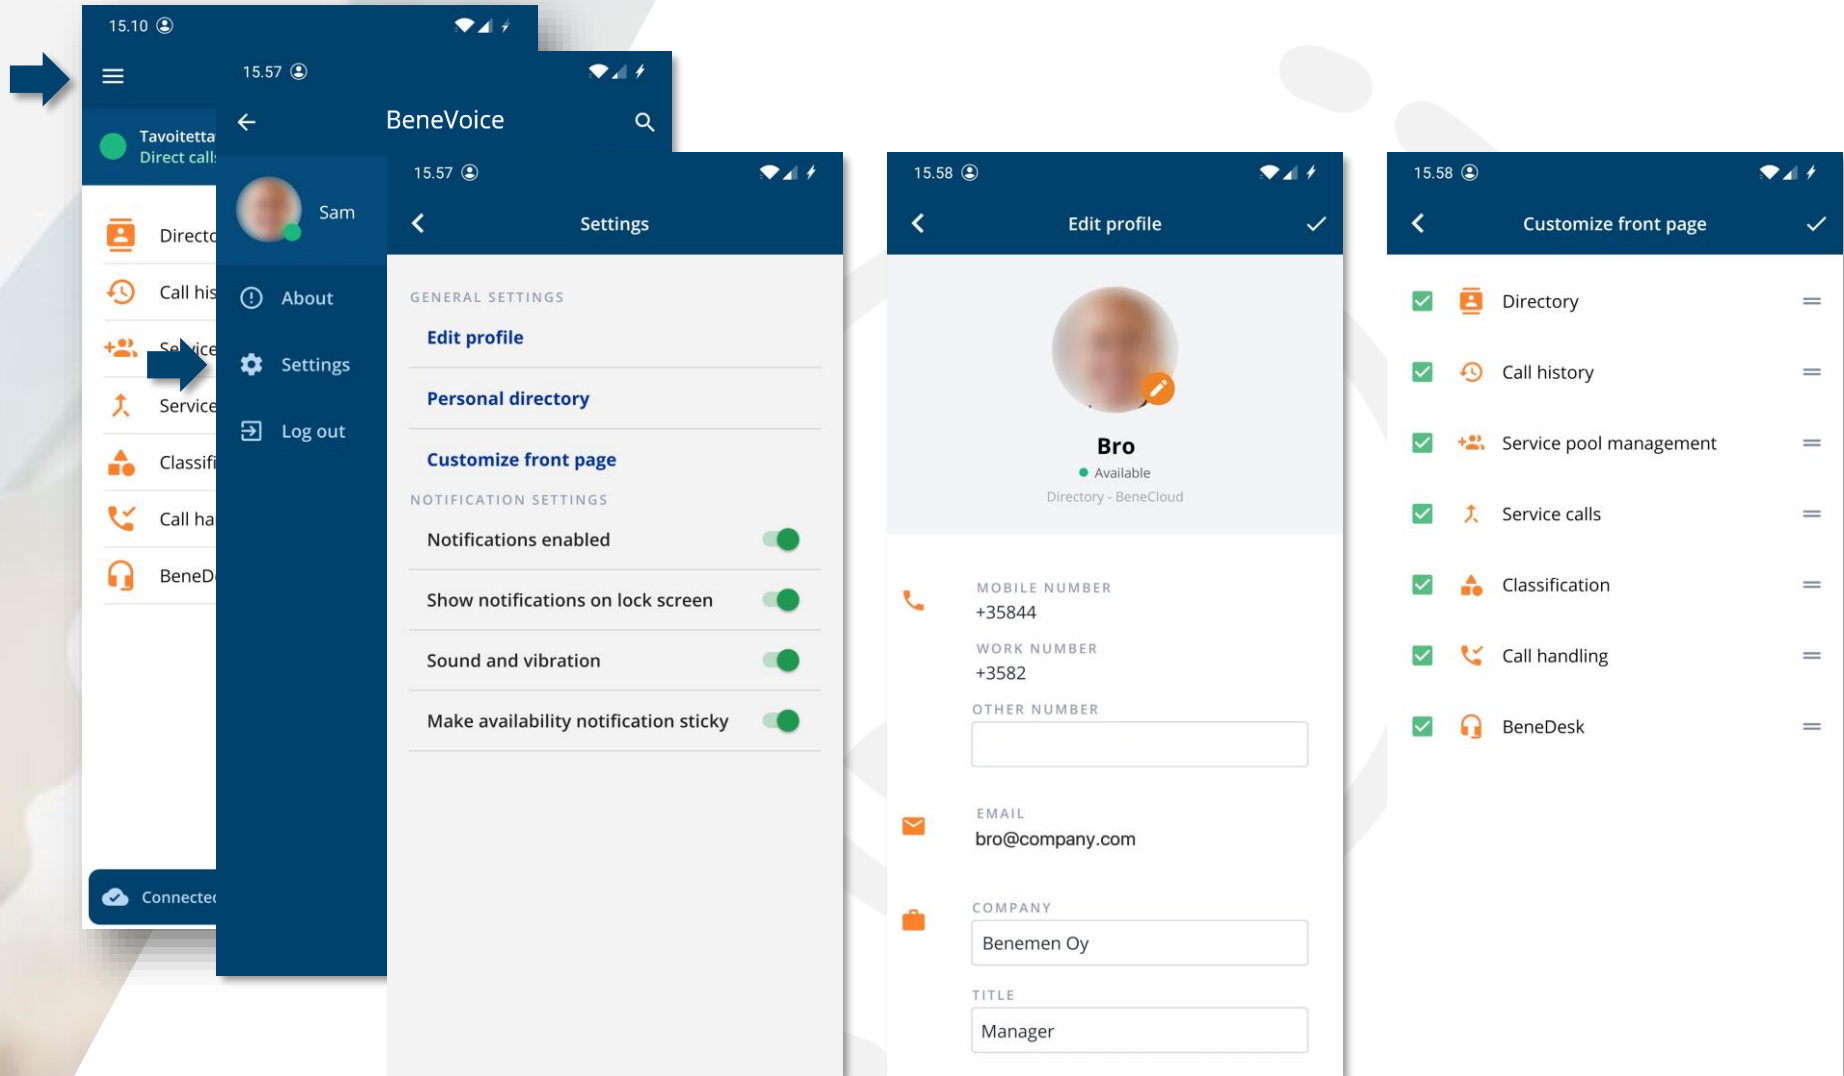 15.10
Tavoitetta
Direct call
Directo
Call his
Service
Service
Classifi
Call ha
BeneD
Connected
15.57
BeneVoice
Sam
About
Settings
Log out
15.57
Settings
GENERAL SETTINGS
Edit profile
Personal directory
Customize front page
NOTIFICATION SETTINGS
Notifications enabled
Show notifications on lock screen
Sound and vibration
Make availability notification sticky
15.58
Edit profile
Bro
Available
Directory - BeneCloud
MOBILE NUMBER
+35844
WORK NUMBER
+3582
OTHER NUMBER
EMAIL
bro@company.com
COMPANY
Benemen Oy
TITLE
Manager
15.58
Customize front page
Directory
Call history
Service pool management
Service calls
Classification
Call handling
BeneDesk